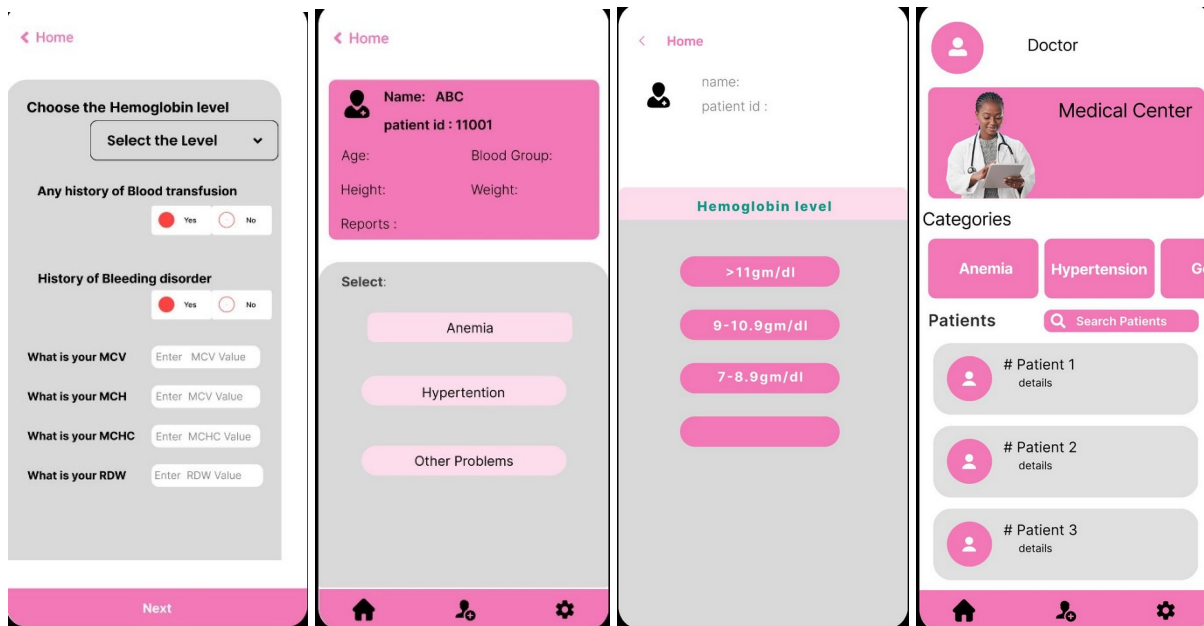 Home
Choose the Hemoglobin level
Select the Level
Any history of Blood transfusion
Yes No
History of Bleeding disorder
Yes No
What is your MCV Enter MCV Value
What is your MCH Enter MCV Value
What is your MCHC Enter MCHC Value
What is your RDW Enter RDW Value
Next
Home
Name: ABC
patient id : 11001
Age: Blood Group:
Height: Weight:
Reports :
Select:
Anemia
Hypertention
Other Problems
Home
name:
patient id :
Hemoglobin level
>11gm/dl
9-10.9gm/dl
7-8.9gm/dl
Doctor
Medical Center
Categories
Anemia Hypertension
Patients Search Patients
# Patient 1
details
# Patient 2
details
# Patient 3
details